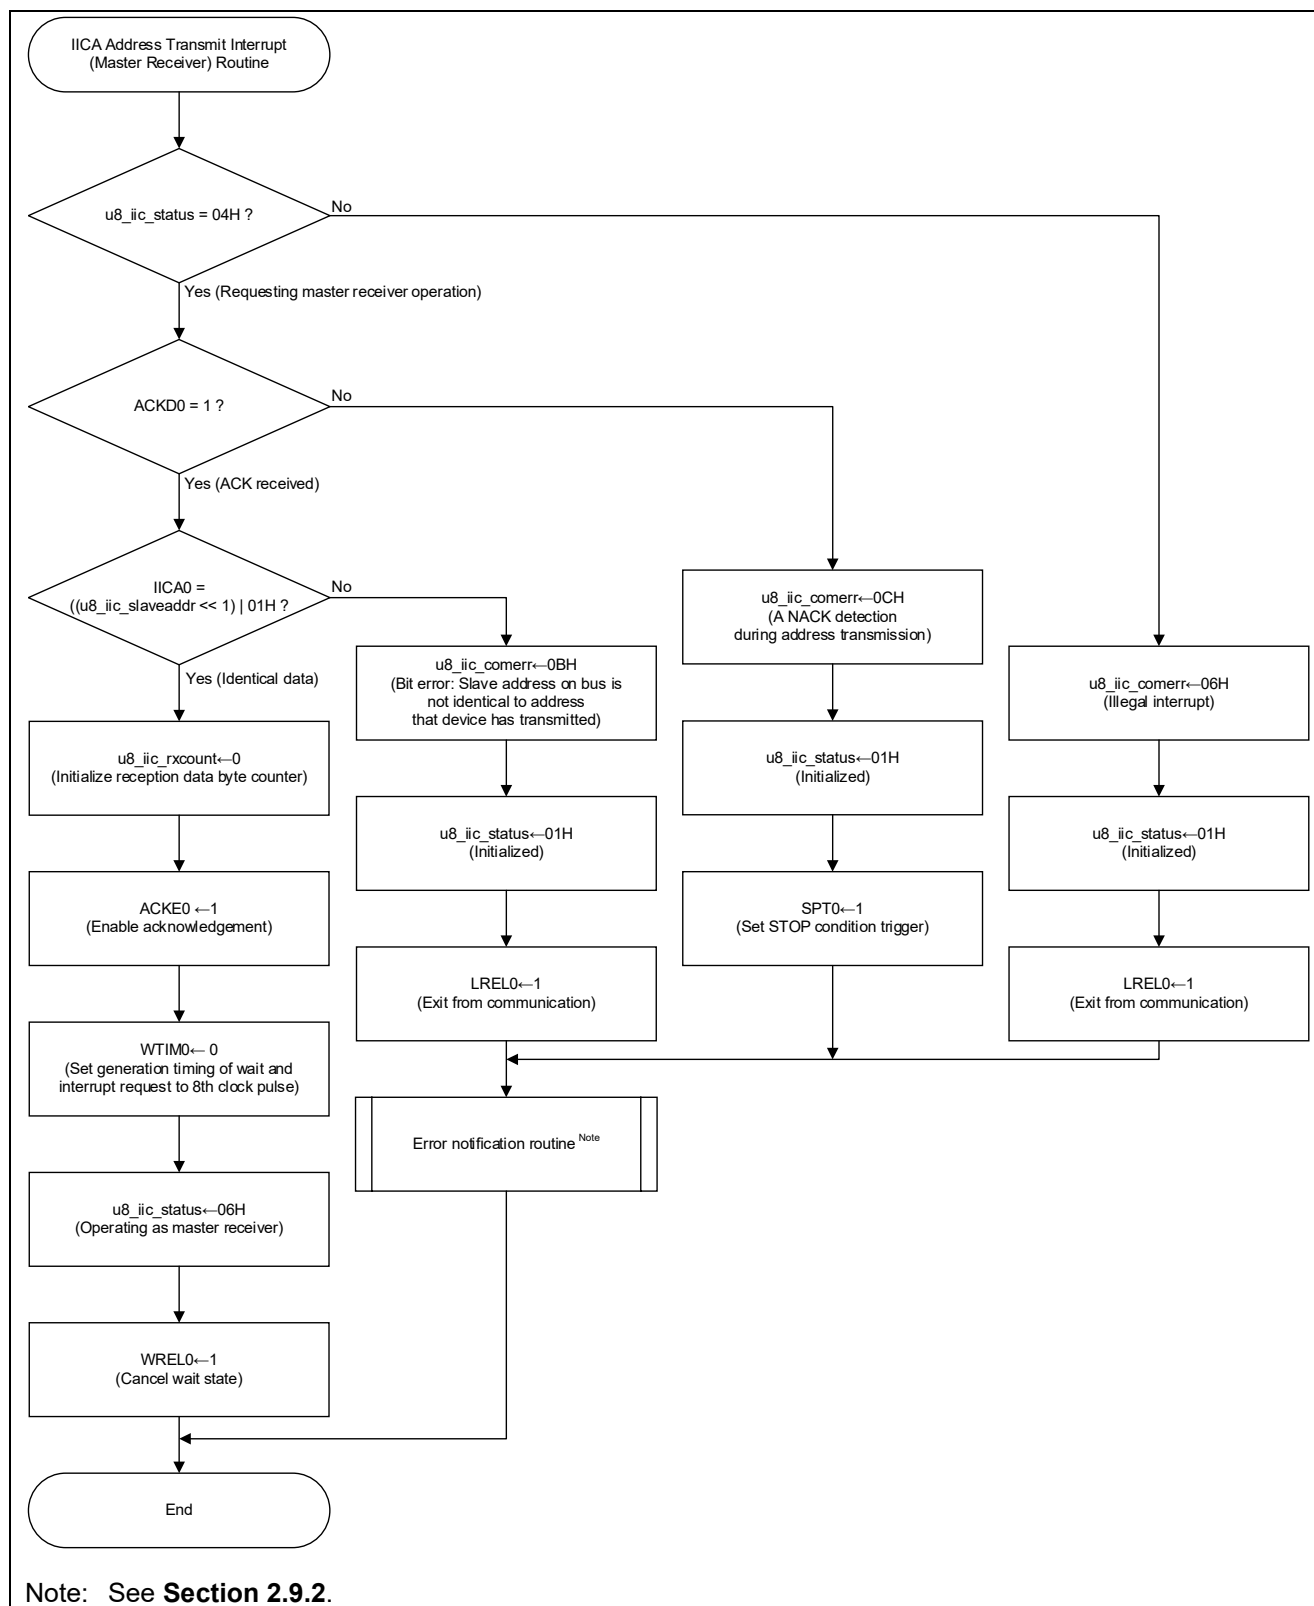 IICA Address Transmit Interrupt
(Master Receiver) Routine
u8_iic_status = 04H ?
No
Yes (Requesting master receiver operation)
ACKD0 = 1 ?
No
Yes (ACK received)
IICA0 =
((u8_iic_slaveaddr << 1) | 01H ?
No
Yes (Identical data)
u8_iic_rxcount←0
(Initialize reception data byte counter)
ACKE0 ←1
(Enable acknowledgement)
WTIM0← 0
(Set generation timing of wait and
interrupt request to 8th clock pulse)
u8_iic_status←06H
(Operating as master receiver)
WREL0←1
(Cancel wait state)
End
u8_iic_comerr←0BH
(Bit error: Slave address on bus is
not identical to address
that device has transmitted)
u8_iic_status←01H
(Initialized)
LREL0←1
(Exit from communication)
Error notification routine Note
u8_iic_comerr←0CH
(A NACK detection
during address transmission)
u8_iic_status←01H
(Initialized)
SPT0←1
(Set STOP condition trigger)
u8_iic_comerr←06H
(Illegal interrupt)
u8_iic_status←01H
(Initialized)
LREL0←1
(Exit from communication)
Note: See Section 2.9.2.